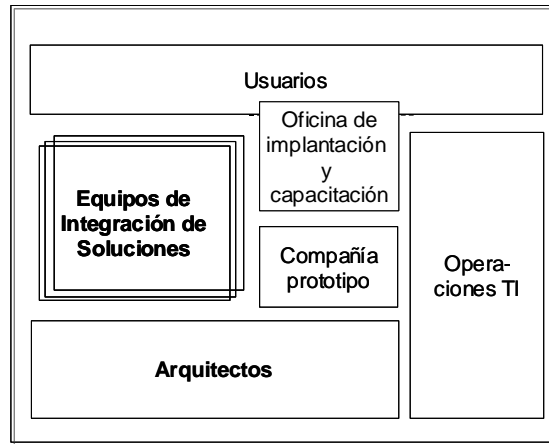 Usuarios
Oficina de
implantación
y
capacitación
Equipos de
Integración de
Soluciones
Compañía
prototipo
Opera-
ciones TI
Arquitectos